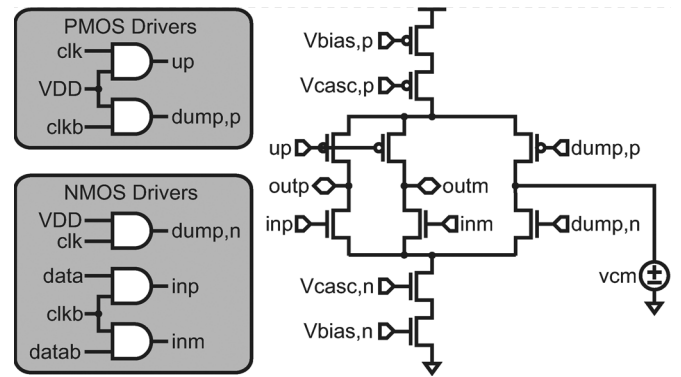 PMOS Drivers
clk
up
VDD
clkb
dump,p
NMOS Drivers
VDD
clk
dump,n
data
inp
clkb
datab
inm
Vbias,p
Vcasc,p
up
dump,p
outp
outm
inp
inm
dump,n
Vcasc,n
vcm
Vbias,n